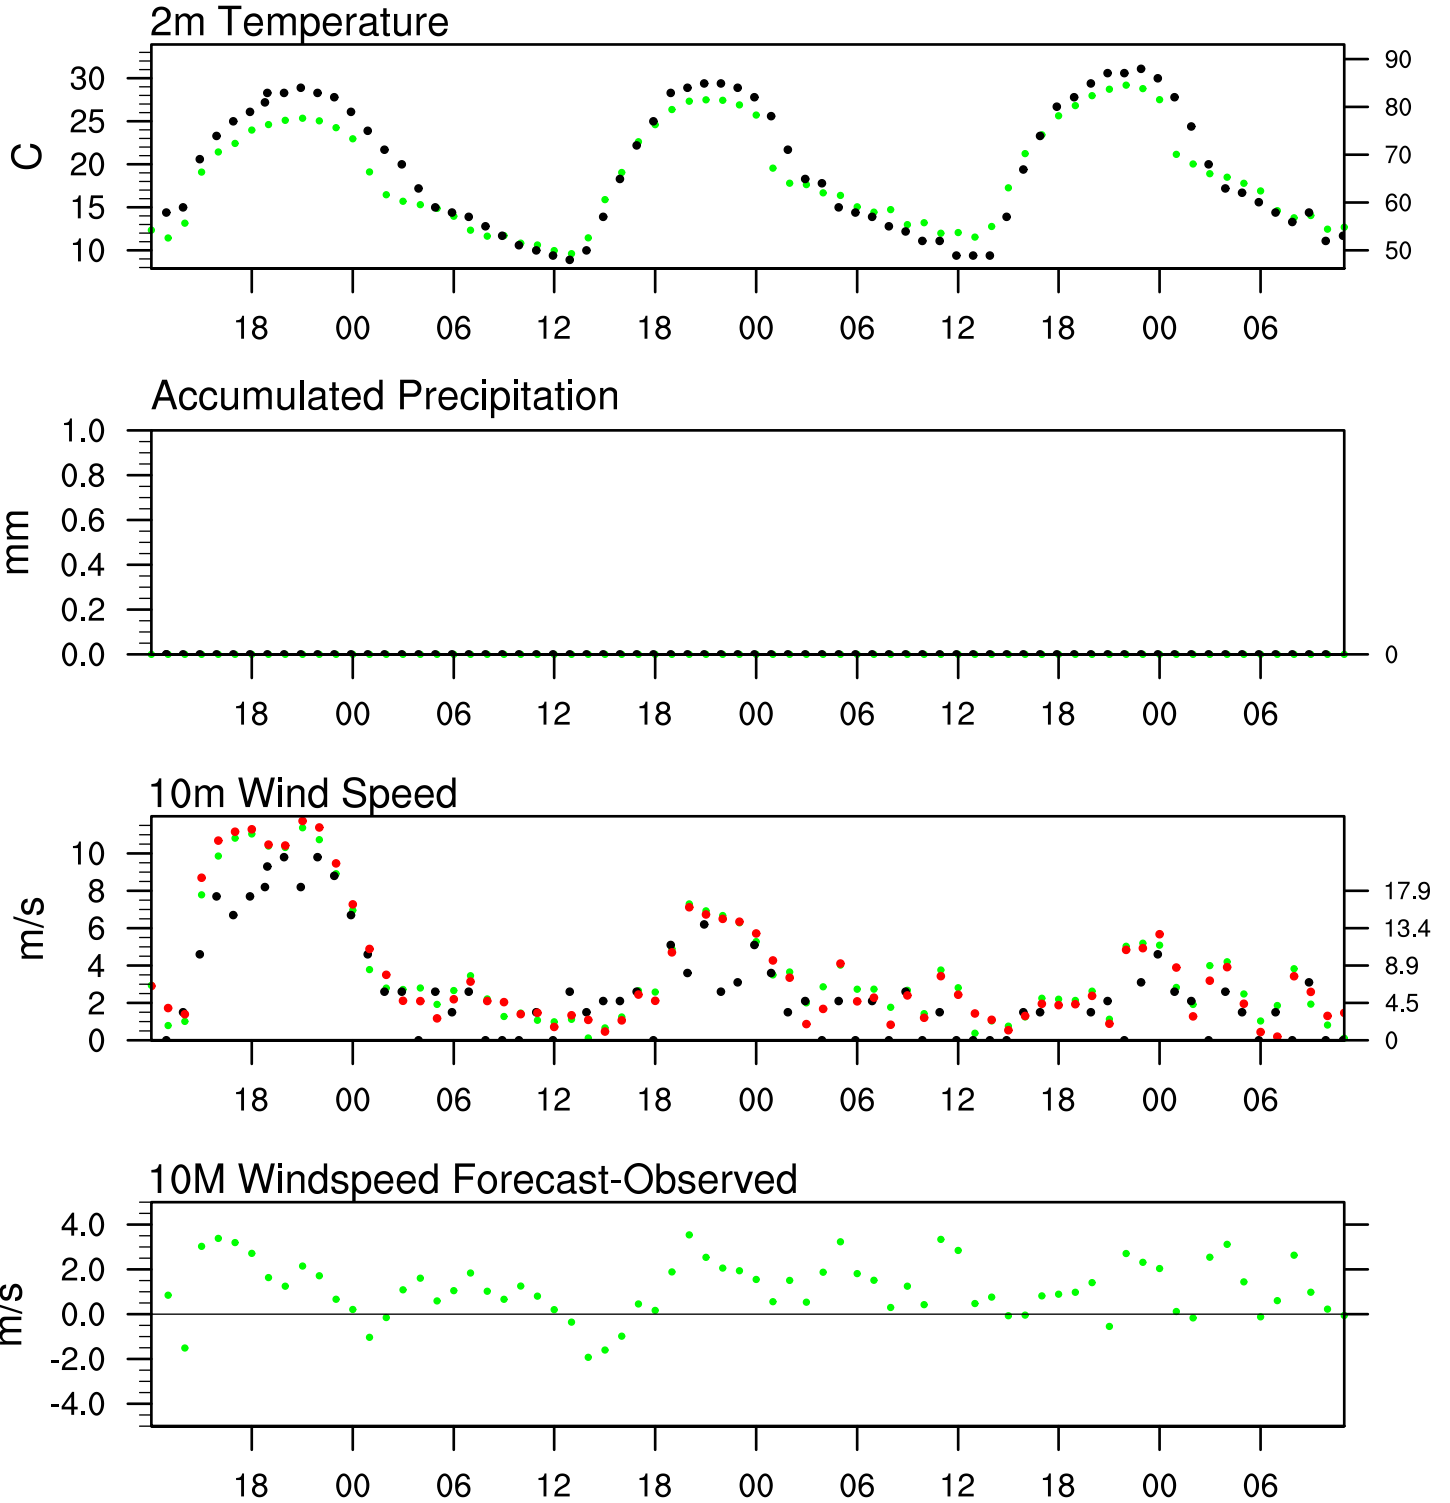 2m Temperature
30
25
20
15
10
C
90
80
70
60
50
18 00 06 12 18 00 06 12 18 00 06
Accumulated Precipitation
1.0
0.8
0.6
0.4
0.2
0.0
mm
0
18 00 06 12 18 00 06 12 18 00 06
10m Wind Speed
10
8
6
4
2
0
m/s
17.9
13.4
8.9
4.5
0
18 00 06 12 18 00 06 12 18 00 06
10M Windspeed Forecast-Observed
4.0
2.0
0.0
-2.0
-4.0
m/s
18 00 06 12 18 00 06 12 18 00 06